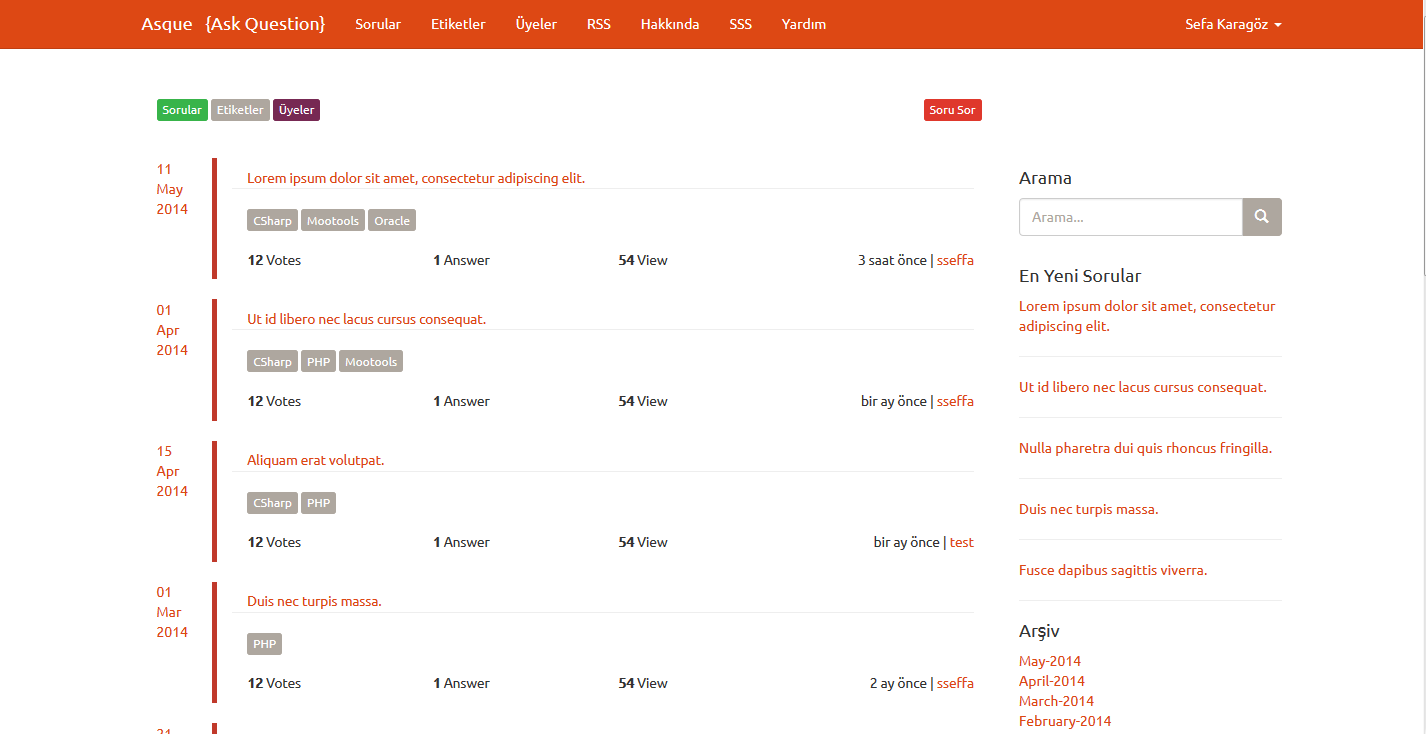 Asque {Ask Question} Sorular Etiketler Üyeler RSS Hakkında SSS Yardım Sefa Karagöz
Sorular Etiketler Üyeler Soru Sor
11
May
2014
Lorem ipsum dolor sit amet, consectetur adipiscing elit.
CSharp Mootools Oracle
12 Votes 1 Answer 54 View 3 saat önce | sseffa
01
Apr
2014
Ut id libero nec lacus cursus consequat.
CSharp PHP Mootools
12 Votes 1 Answer 54 View bir ay önce | sseffa
15
Apr
2014
Aliquam erat volutpat.
CSharp PHP
12 Votes 1 Answer 54 View bir ay önce | test
01
Mar
2014
Duis nec turpis massa.
PHP
12 Votes 1 Answer 54 View 2 ay önce | sseffa
Arama
Arama...
En Yeni Sorular
Lorem ipsum dolor sit amet, consectetur
adipiscing elit.
Ut id libero nec lacus cursus consequat.
Nulla pharetra dui quis rhoncus fringilla.
Duis nec turpis massa.
Fusce dapibus sagittis viverra.
Arşiv
May-2014
April-2014
March-2014
February-2014